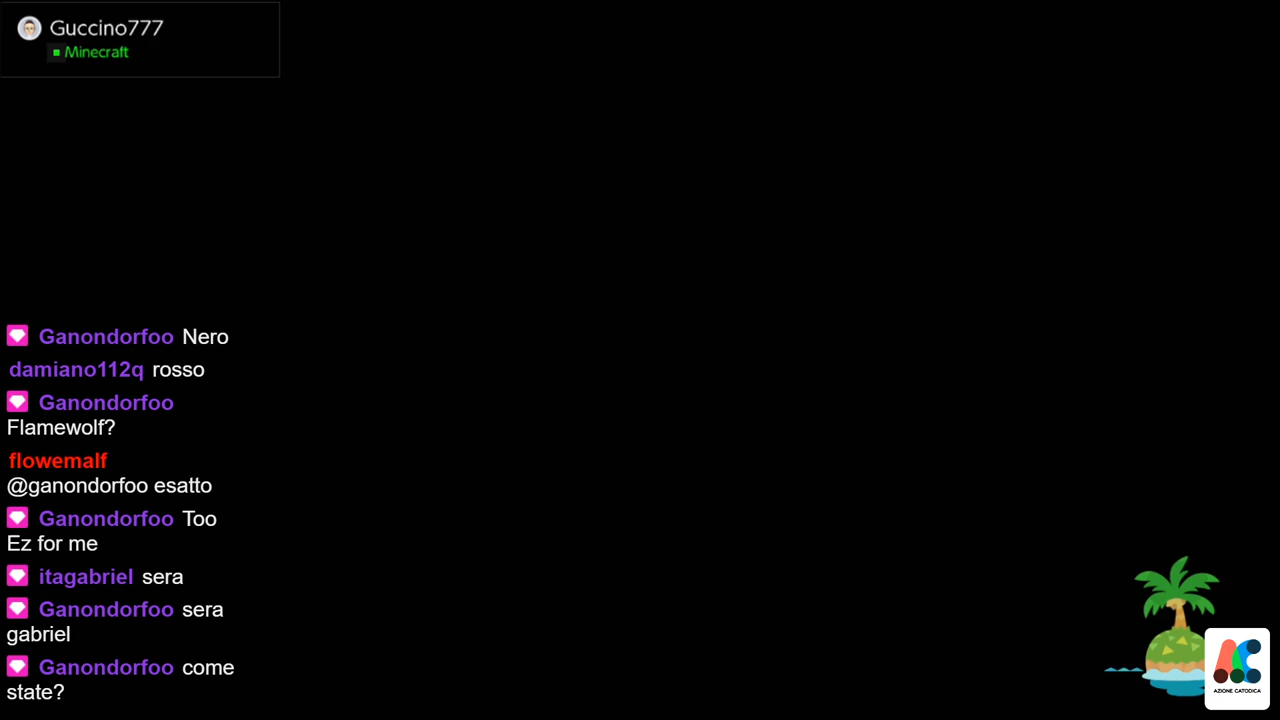 Guccino777
Minecraft
Ganondorfoo Nero
damiano112q rosso
Ganondorfoo
Flamewolf?
flowemalf
@ganondorfoo esatto
Ganondorfoo Too
Ez for me
itagabriel sera
Ganondorfoo sera
gabriel
Ganondorfoo come
state?
AZIONE CATODICA